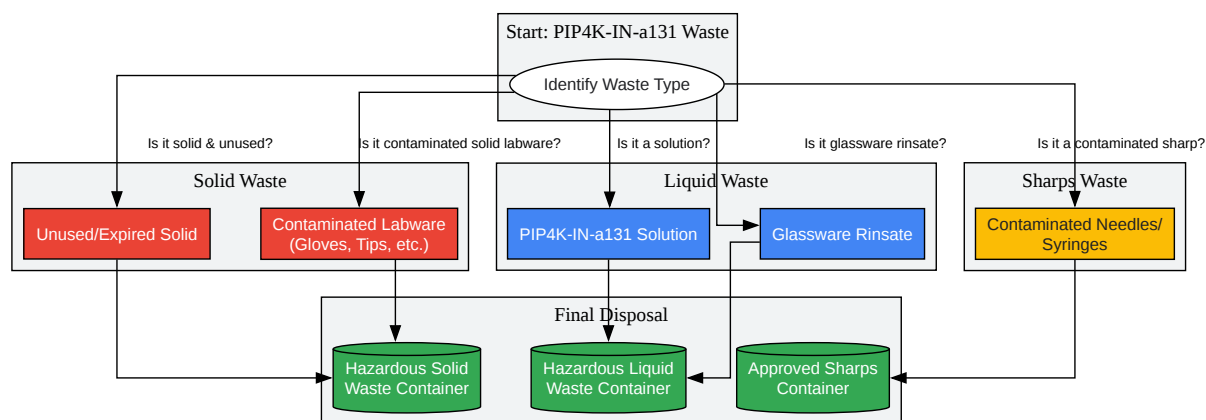 Start: PIP4K-IN-a131 Waste
Identify Waste Type
Is it solid & unused?
Is it contaminated solid labware?
Is it a solution?
Is it glassware rinsate?
Is it a contaminated sharp?
Solid Waste
Liquid Waste
Sharps Waste
Unused/Expired Solid
Contaminated Labware
(Gloves, Tips, etc.)
PIP4K-IN-a131 Solution
Glassware Rinsate
Contaminated Needles/
Syringes
Final Disposal
Hazardous Solid
Waste Container
Hazardous Liquid
Waste Container
Approved Sharps
Container